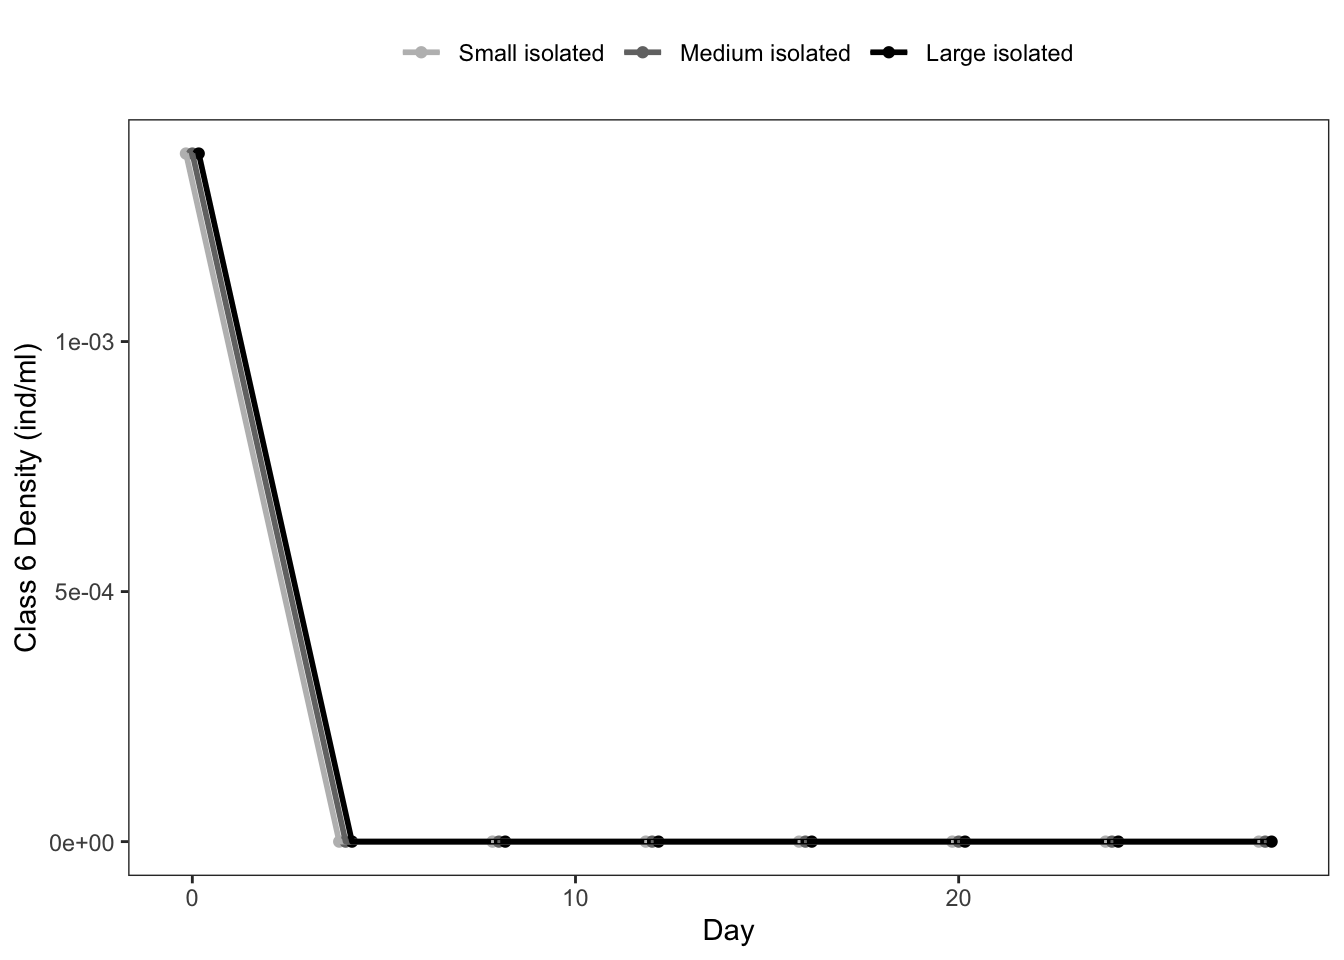 Small isolated Medium isolated Large isolated
Class 6 Density (ind/ml)
1e-03
5e-04
0e+00
0 10 20
Day